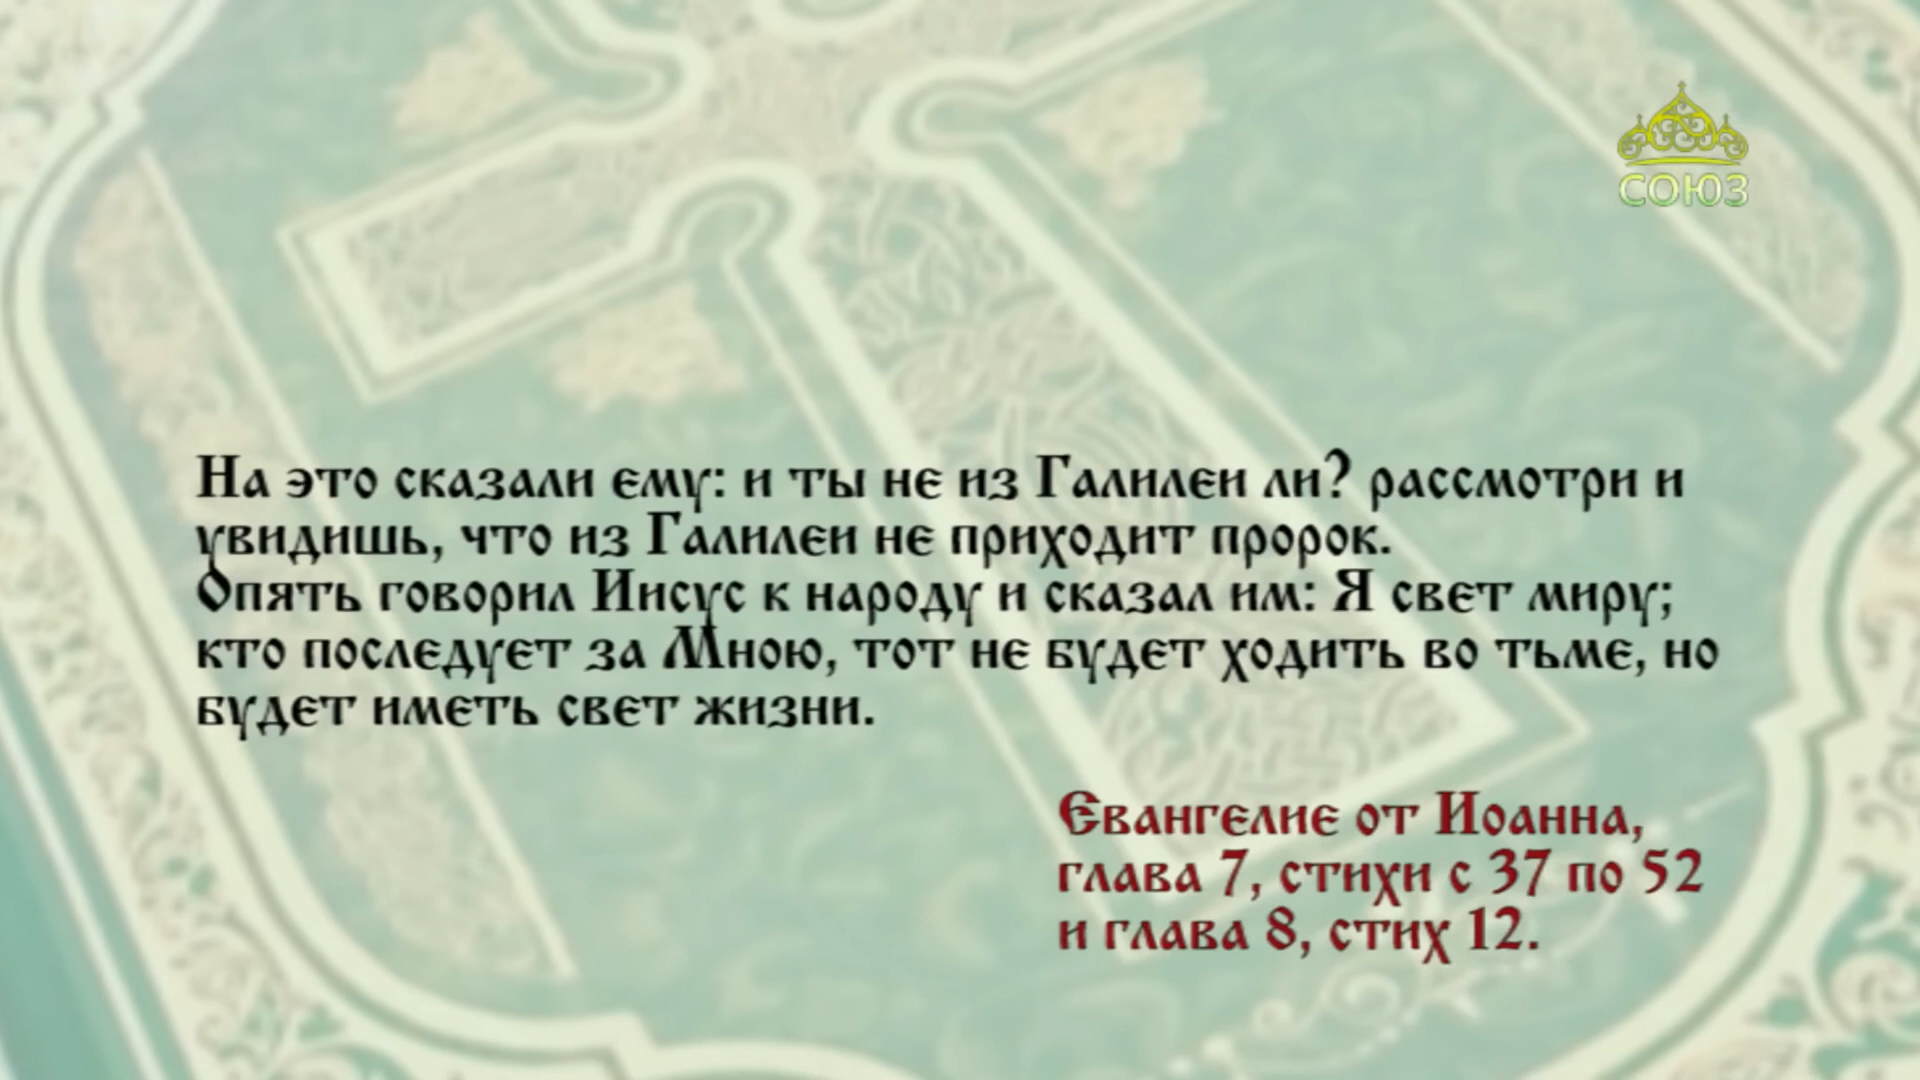 СОЮЗ
На это сказали ему: и ты не из Галилеи ли? рассмотри и
увидишь, что из Галилеи не приходит пророк.
Опять говорил Иисус к народу и сказал им: Я свет миру;
кто последует за Мною, тот не будет ходить во тьме, но
будет иметь свет жизни.
Евангелие от Иоанна,
глава 7, стихи с 37 по 52
и глава 8, стих 12.